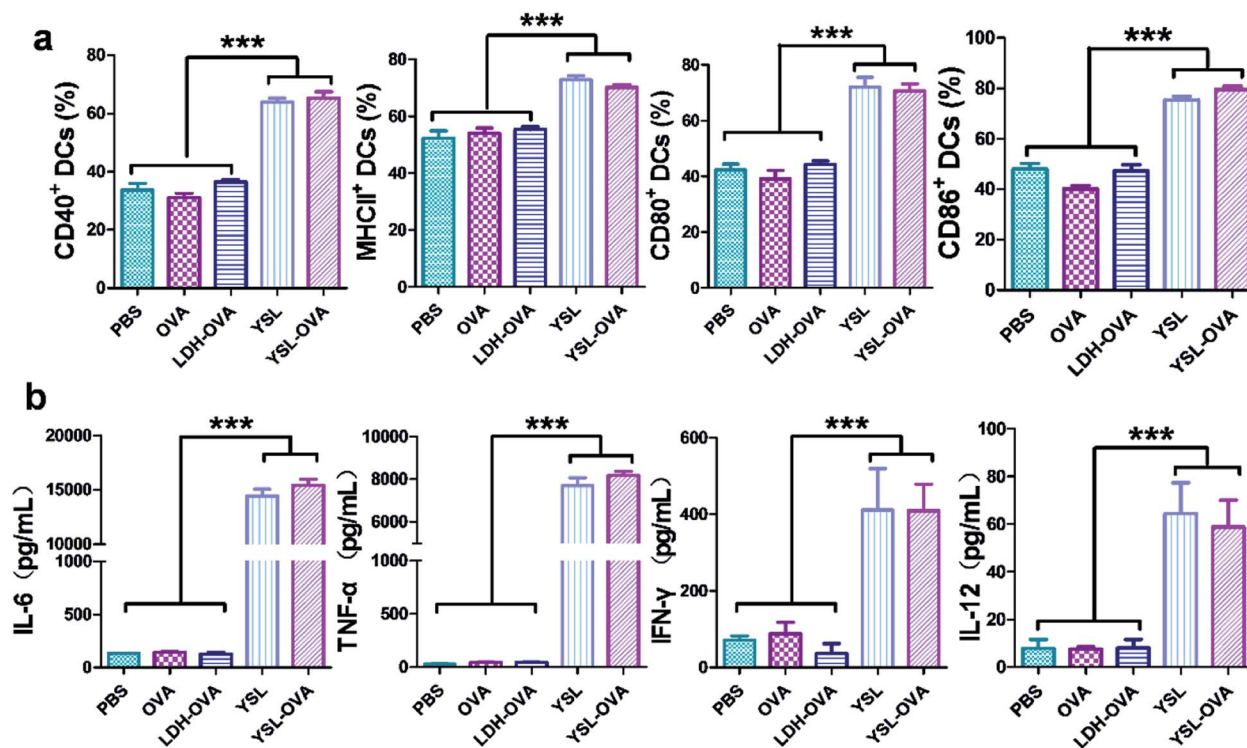 a
CD40⁺ DCs (%)
80
60
40
20
0
PBS
OVA
LDH-OVA
YSL
YSL-OVA
***
MHCII⁺ DCs (%)
80
60
40
20
0
PBS
OVA
LDH-OVA
YSL
YSL-OVA
***
CD80⁺ DCs (%)
80
60
40
20
0
PBS
OVA
LDH-OVA
YSL
YSL-OVA
***
CD86⁺ DCs (%)
100
80
60
40
20
0
PBS
OVA
LDH-OVA
YSL
YSL-OVA
***
b
IL-6（pg/mL）
20000
15000
10000
1000
500
0
PBS
OVA
LDH-OVA
YSL
YSL-OVA
***
TNF-α（pg/mL）
10000
8000
6000
1000
500
0
PBS
OVA
LDH-OVA
YSL
YSL-OVA
***
IFN-γ（pg/mL）
600
400
200
0
PBS
OVA
LDH-OVA
YSL
YSL-OVA
***
IL-12（pg/mL）
100
80
60
40
20
0
PBS
OVA
LDH-OVA
YSL
YSL-OVA
***